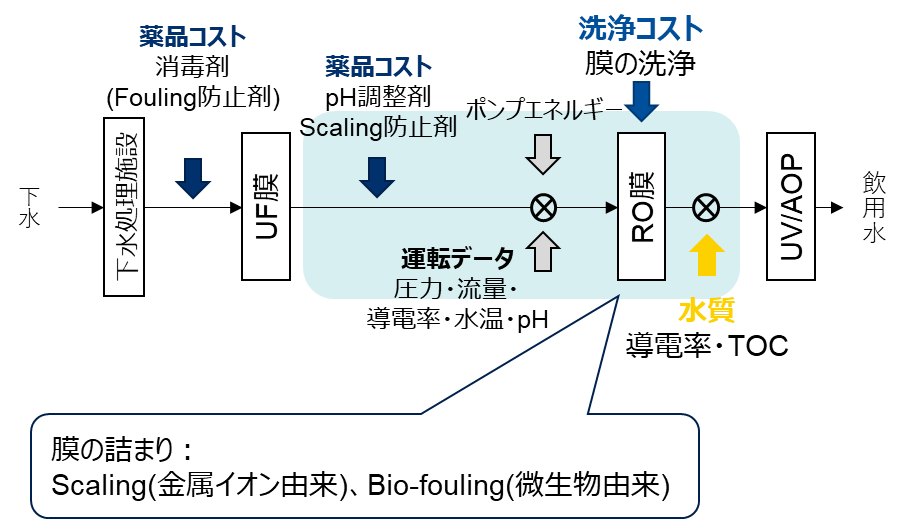 薬品コスト
消毒剤
(Fouling防止剤)
薬品コスト
pH調整剤
Scaling防止剤
洗浄コスト
膜の洗浄
ポンプエネルギー
下水
下水処理施設
UF膜
RO膜
UV/AOP
飲用水
運転データ
圧力・流量・
導電率・水温・pH
水質
導電率・TOC
膜の詰まり：
Scaling(金属イオン由来)、Bio-fouling(微生物由来)